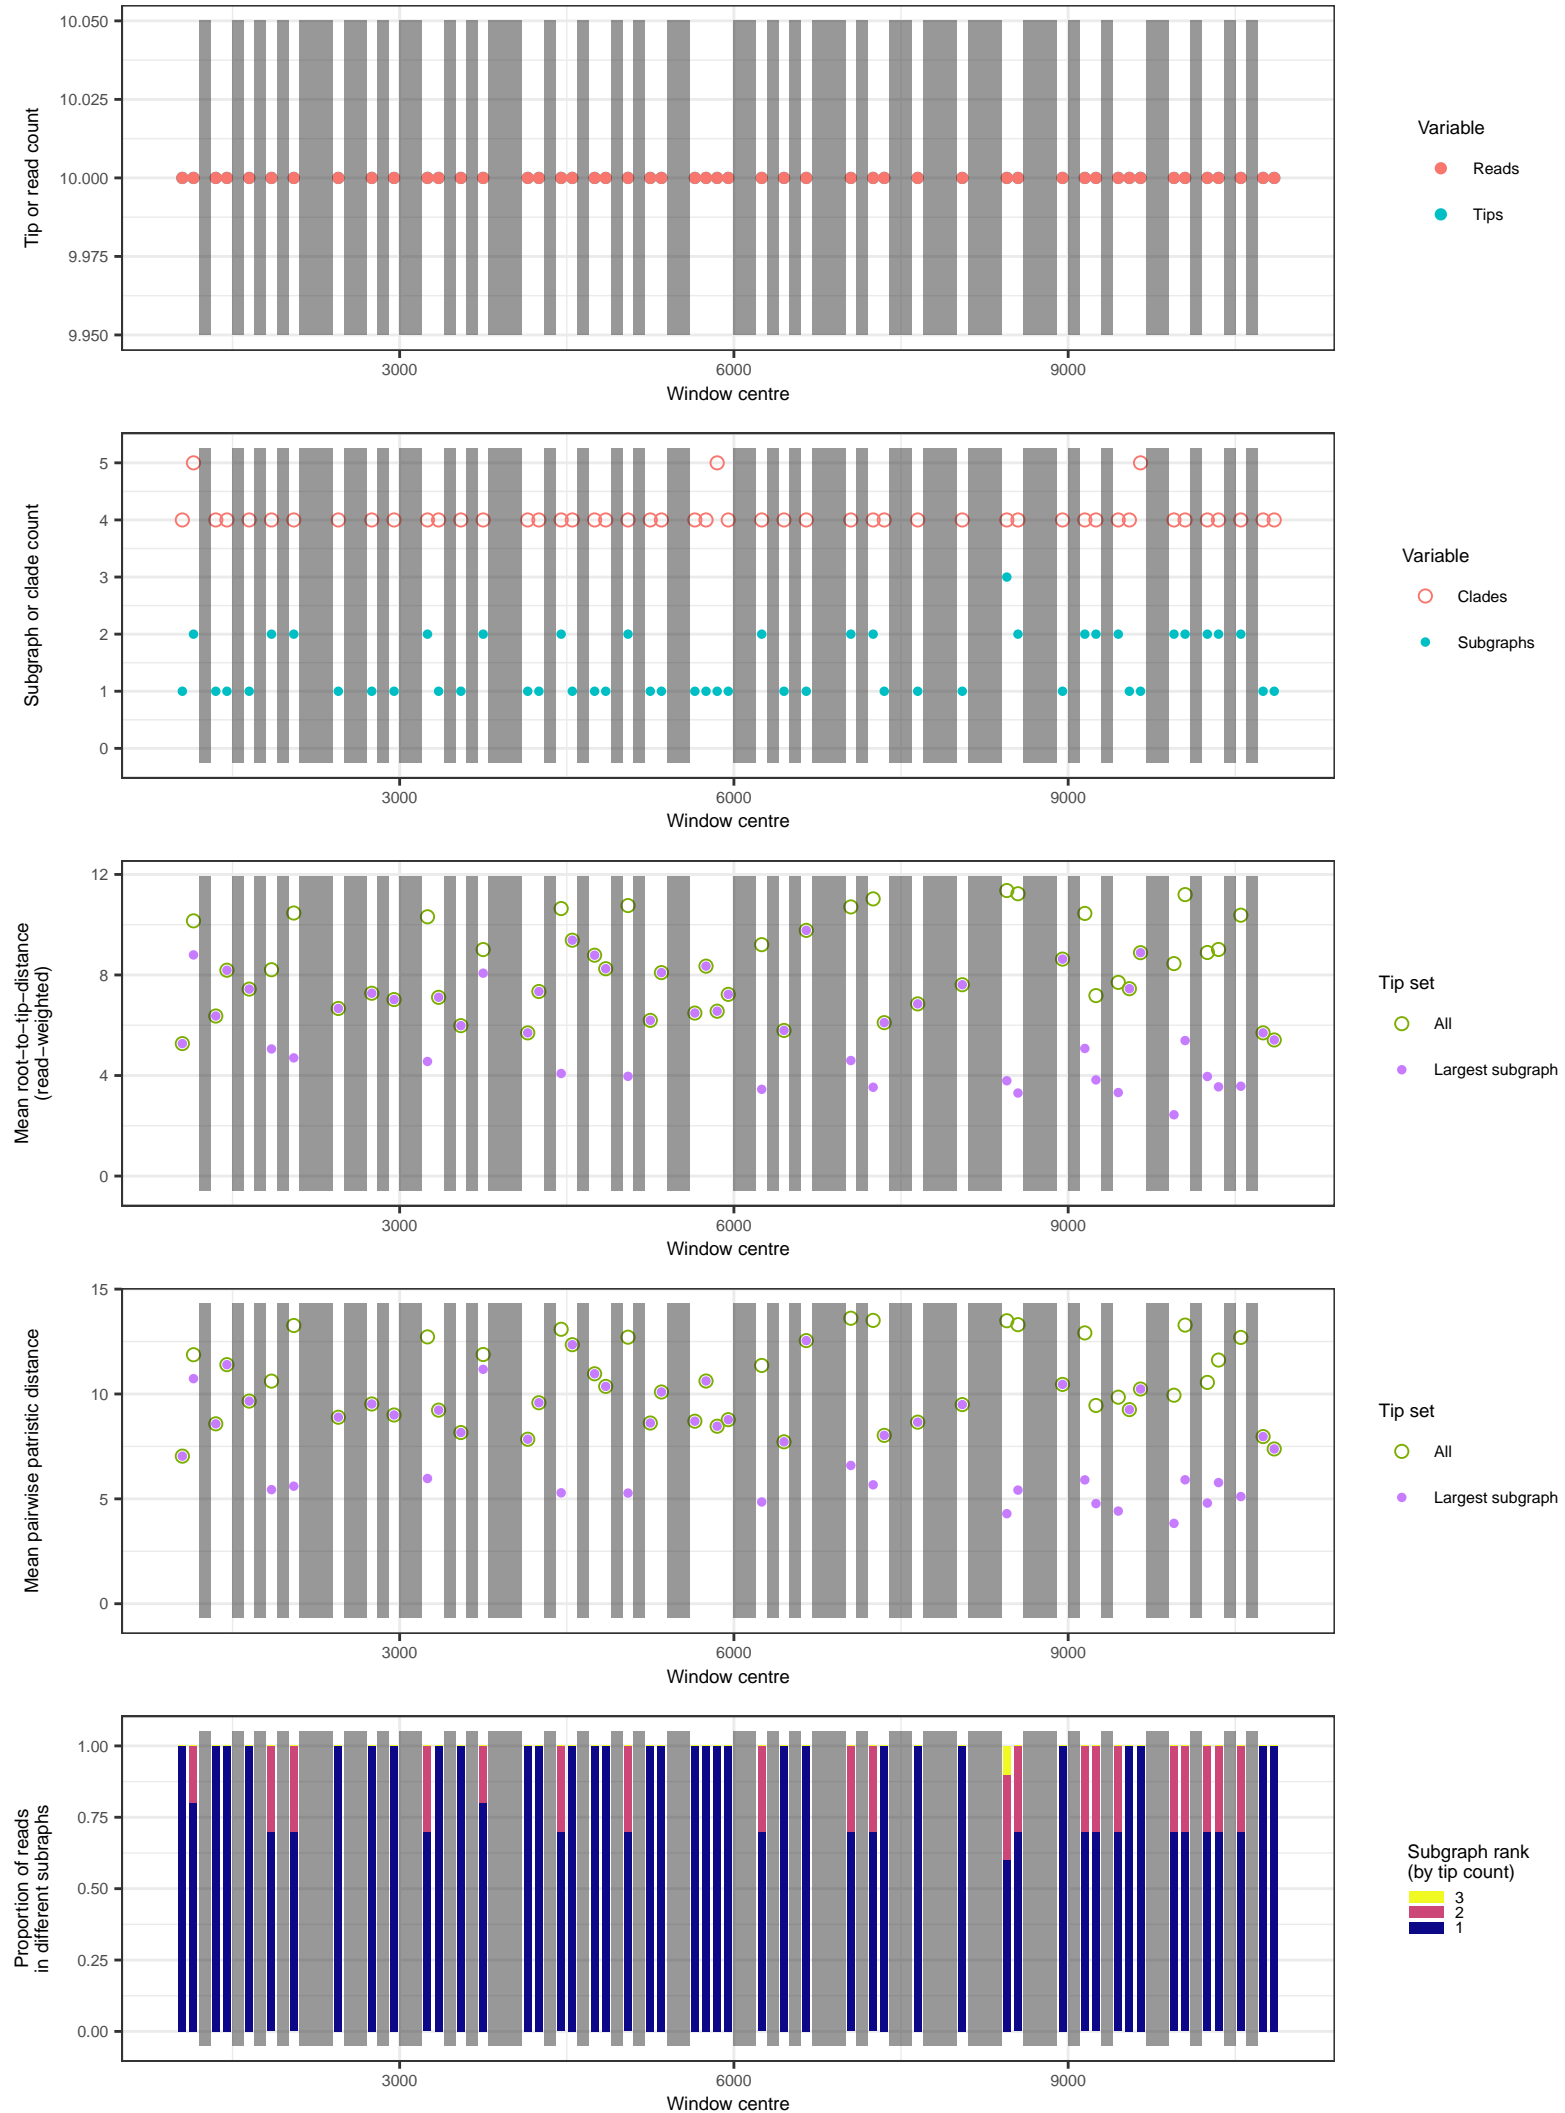 10.050
10.025
10.000
9.975
9.950
Tip or read count
3000
6000
9000
Window centre
Variable
Reads
Tips
5
4
3
2
1
0
Subgraph or clade count
3000
6000
9000
Window centre
Variable
Clades
Subgraphs
12
8
4
0
Mean root−to−tip−distance
(read−weighted)
3000
6000
9000
Window centre
Tip set
All
Largest subgraph
15
10
5
0
Mean pairwise patristic distance
3000
6000
9000
Window centre
Tip set
All
Largest subgraph
1.00
0.75
0.50
0.25
0.00
Proportion of reads
in different subraphs
3000
6000
9000
Window centre
Subgraph rank
(by tip count)
3
2
1